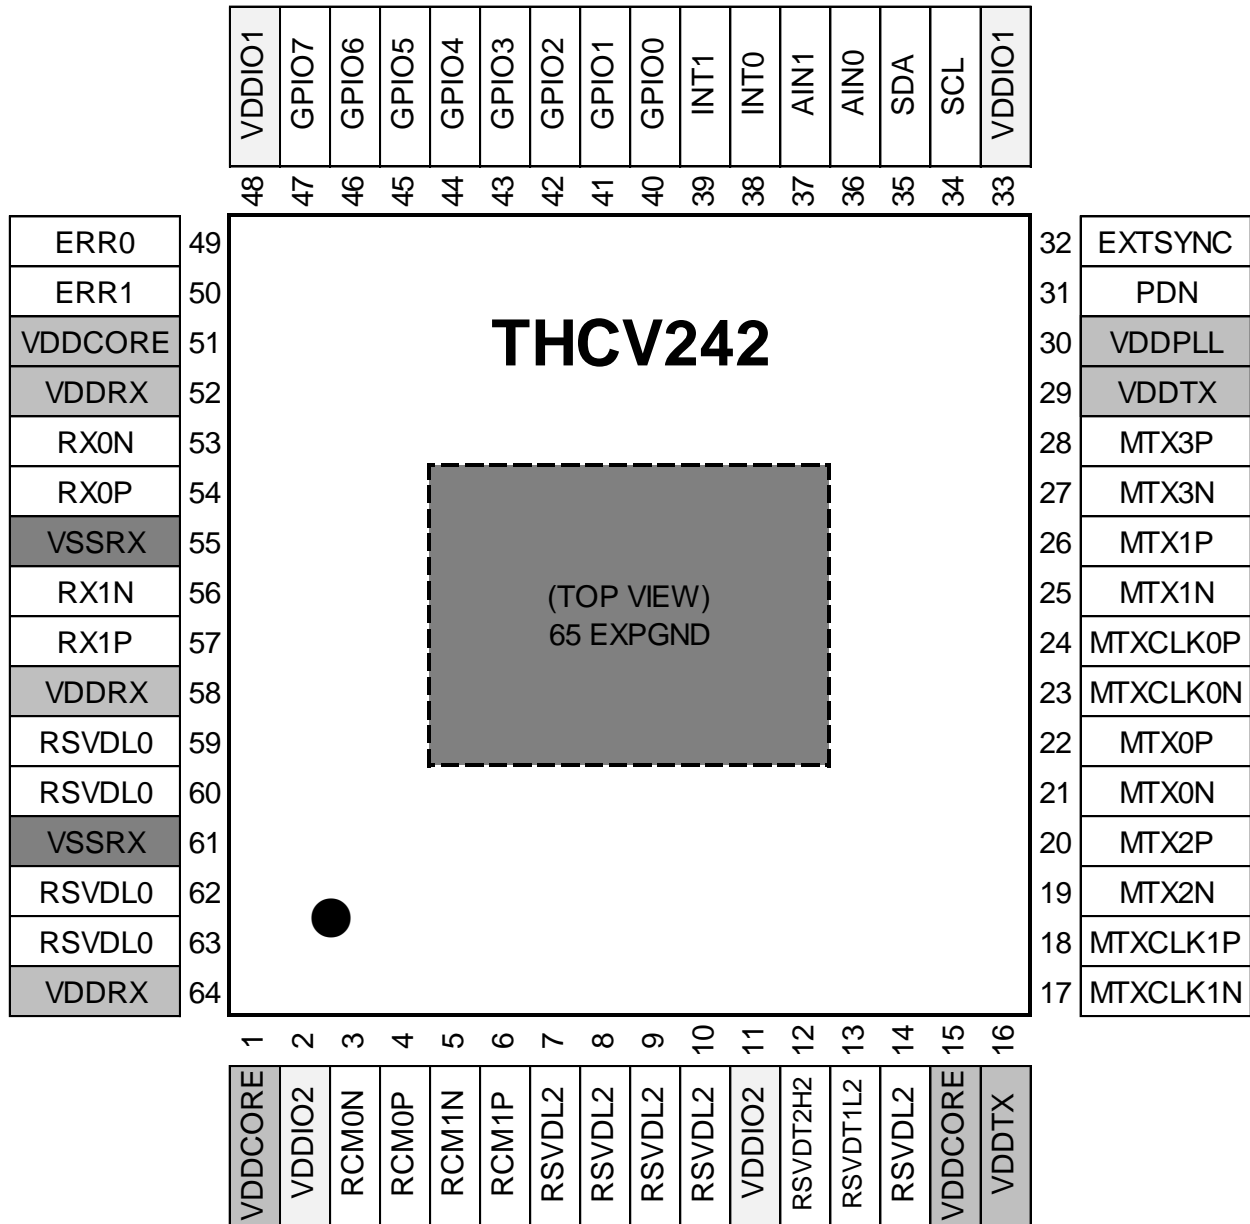 VDDIO1 GPIO7 GPIO6 GPIO5 GPIO4 GPIO3 GPIO2 GPIO1 GPIO0 INT1 INT0 AIN1 AIN0 SDA SCL VDDIO1
48 47 46 45 44 43 42 41 40 39 38 37 36 35 34 33
ERR0 49
ERR1 50
VDDCORE 51
VDDRX 52
RX0N 53
RX0P 54
VSSRX 55
RX1N 56
RX1P 57
VDDRX 58
RSVDL0 59
RSVDL0 60
VSSRX 61
RSVDL0 62
RSVDL0 63
VDDRX 64
THCV242
(TOP VIEW)
65 EXPGND
32 EXTSYNC
31 PDN
30 VDDPLL
29 VDDTX
28 MTX3P
27 MTX3N
26 MTX1P
25 MTX1N
24 MTXCLK0P
23 MTXCLK0N
22 MTX0P
21 MTX0N
20 MTX2P
19 MTX2N
18 MTXCLK1P
17 MTXCLK1N
1 2 3 4 5 6 7 8 9 10 11 12 13 14 15 16
VDDCORE VDDIO2 RCM0N RCM0P RCM1N RCM1P RSVDL2 RSVDL2 RSVDL2 RSVDL2 VDDIO2 RSVDT2H2 RSVDT1L2 RSVDL2 VDDCORE VDDTX